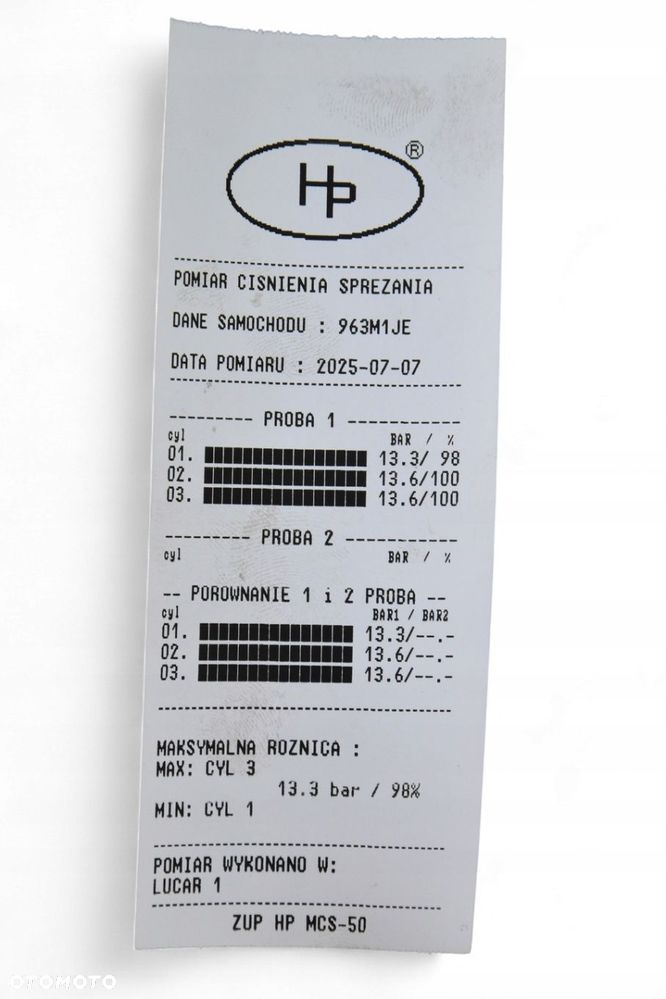 HP ®
POMIAR CISNIENIA SPREZANIA
DANE SAMOCHODU : 963M1JE
DATA POMIARU : 2025-07-07
--------- PROBA 1 ------------
cyl BAR / %
01. 13.3/ 98
02. 13.6/100
03. 13.6/100
--------- PROBA 2 ------------
cyl BAR / %
-- POROWNANIE 1 i 2 PROBA --
cyl BAR1 / BAR2
01. 13.3/--.-
02. 13.6/--.-
03. 13.6/--.-
MAKSYMALNA ROZNICA :
MAX: CYL 3
13.3 bar / 98%
MIN: CYL 1
POMIAR WYKONANO W:
LUCAR 1
ZUP HP MCS-50
OTOMOTO